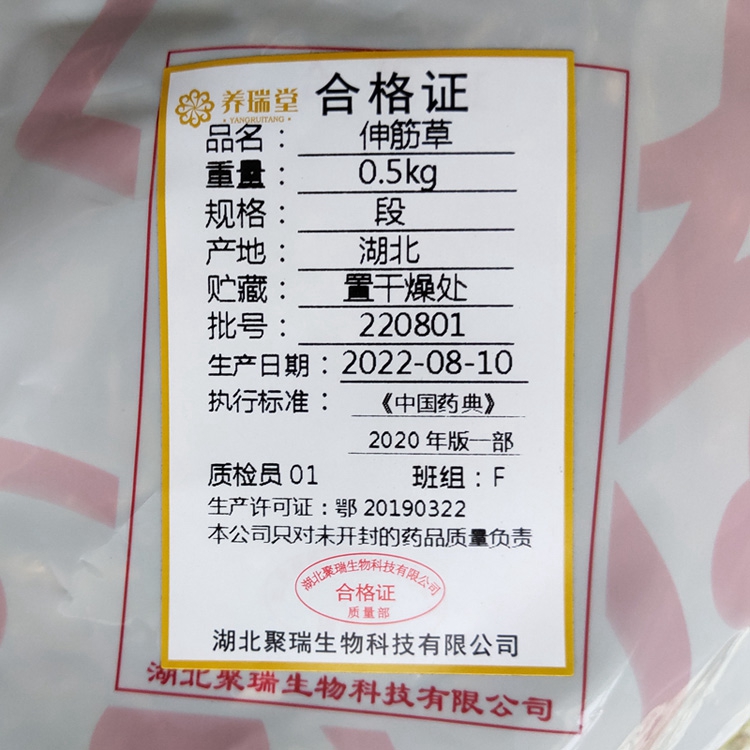 养瑞堂 合格证
·YANGRUITANG·
品名： 伸筋草
重量： 0.5kg
规格： 段
产地： 湖北
贮藏： 置干燥处
批号： 220801
生产日期：2022-08-10
执行标准： 《中国药典》
2020 年版一部
质检员 01 班组：F
生产许可证：鄂 20190322
本公司只对未开封的药品质量负责
湖北聚瑞生物科技有限公司
合格证
质量部
湖北聚瑞生物科技有限公司
湖北聚瑞生物科技有限公司